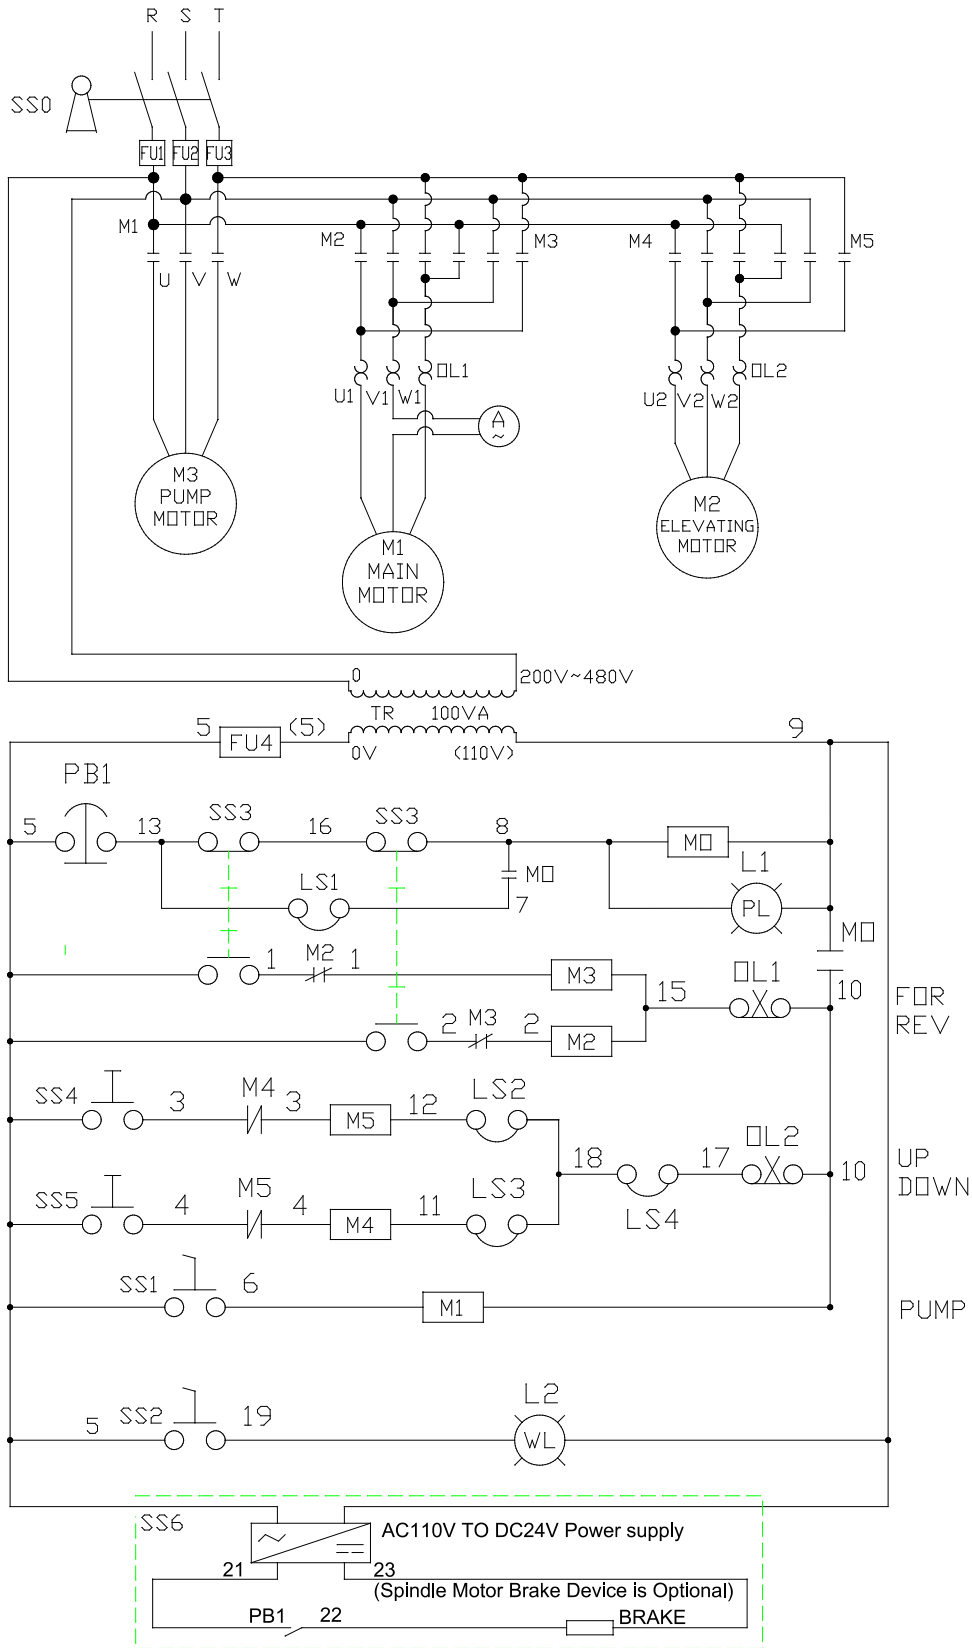 R S T
SS0
FU1 FU2 FU3
M1 M2 M3 M4 M5
U V W
OL1 OL2
U1 V1 W1 U2 V2 W2
A
~
M3
PUMP
MOTOR
M2
ELEVATING
MOTOR
M1
MAIN
MOTOR
0 200V~480V
TR 100VA
5 (5) 9
FU4 0V (110V)
PB1
SS3 SS3
5 13 16 8 M0
L1
LS1 M0
7 PL
M0
1 M2 1 M3 OL1
15 10 FOR
REV
2 M3 2 M2
SS4 3 M4 3 M5 12 LS2
18 17 OL2 10 UP
DOWN
SS5 4 M5 4 M4 11 LS3
LS4
SS1 6 M1 PUMP
L2
5 SS2 19 WL
SS6 AC110V TO DC24V Power supply
21 23
(Spindle Motor Brake Device is Optional)
PB1 22 BRAKE